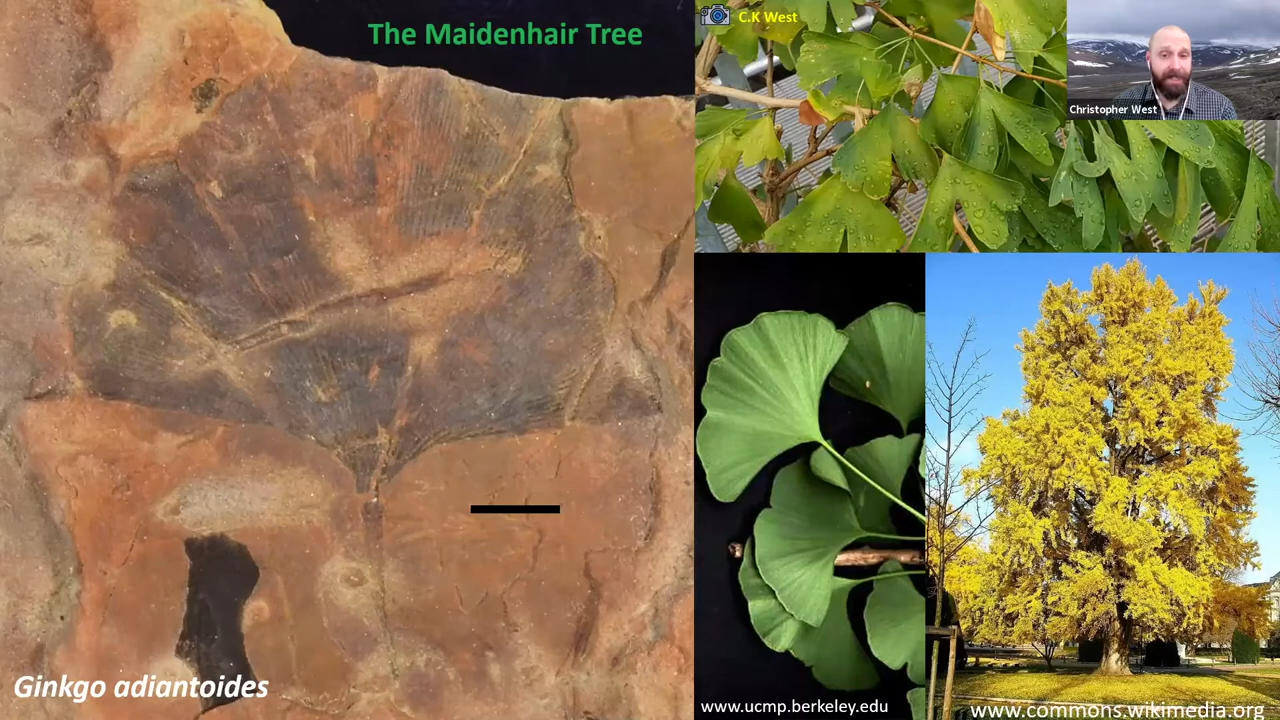 The Maidenhair Tree
C.K West
Christopher West
Ginkgo adiantoides
www.ucmp.berkeley.edu
www.commons.wikimedia.org